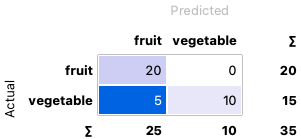 Predicted
fruit vegetable Σ
Actual
fruit 20 0 20
vegetable 5 10 15
Σ 25 10 35